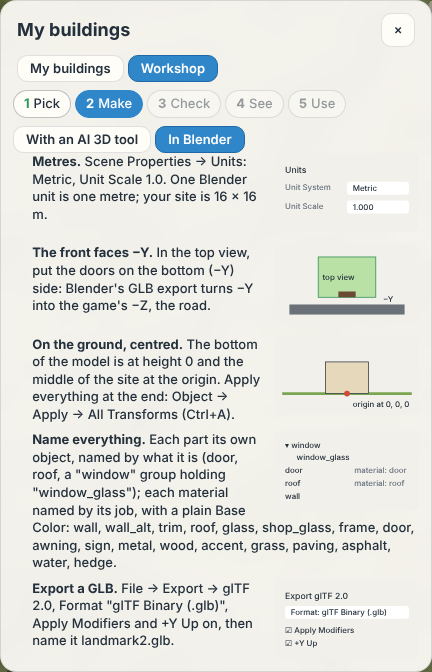 My buildings
×
My buildings
Workshop
1 Pick
2 Make
3 Check
4 See
5 Use
With an AI 3D tool
In Blender
Metres. Scene Properties → Units:
Metric, Unit Scale 1.0. One Blender
unit is one metre; your site is 16 × 16
m.
Units
Unit System
Metric
Unit Scale
1.000
The front faces −Y. In the top view,
put the doors on the bottom (−Y)
side: Blender's GLB export turns −Y
into the game's −Z, the road.
top view
−Y
On the ground, centred. The bottom
of the model is at height 0 and the
middle of the site at the origin. Apply
everything at the end: Object →
Apply → All Transforms (Ctrl+A).
origin at 0, 0, 0
Name everything. Each part its own
object, named by what it is (door,
roof, a "window" group holding
"window_glass"); each material
named by its job, with a plain Base
Color: wall, wall_alt, trim, roof, glass, shop_glass, frame, door,
awning, sign, metal, wood, accent, grass, paving, asphalt,
water, hedge.
▾ window
window_glass
door
material: door
roof
material: roof
wall
Export a GLB. File → Export → glTF
2.0, Format "glTF Binary (.glb)",
Apply Modifiers and +Y Up on, then
name it landmark2.glb.
Export glTF 2.0
Format: glTF Binary (.glb)
☑ Apply Modifiers
☑ +Y Up